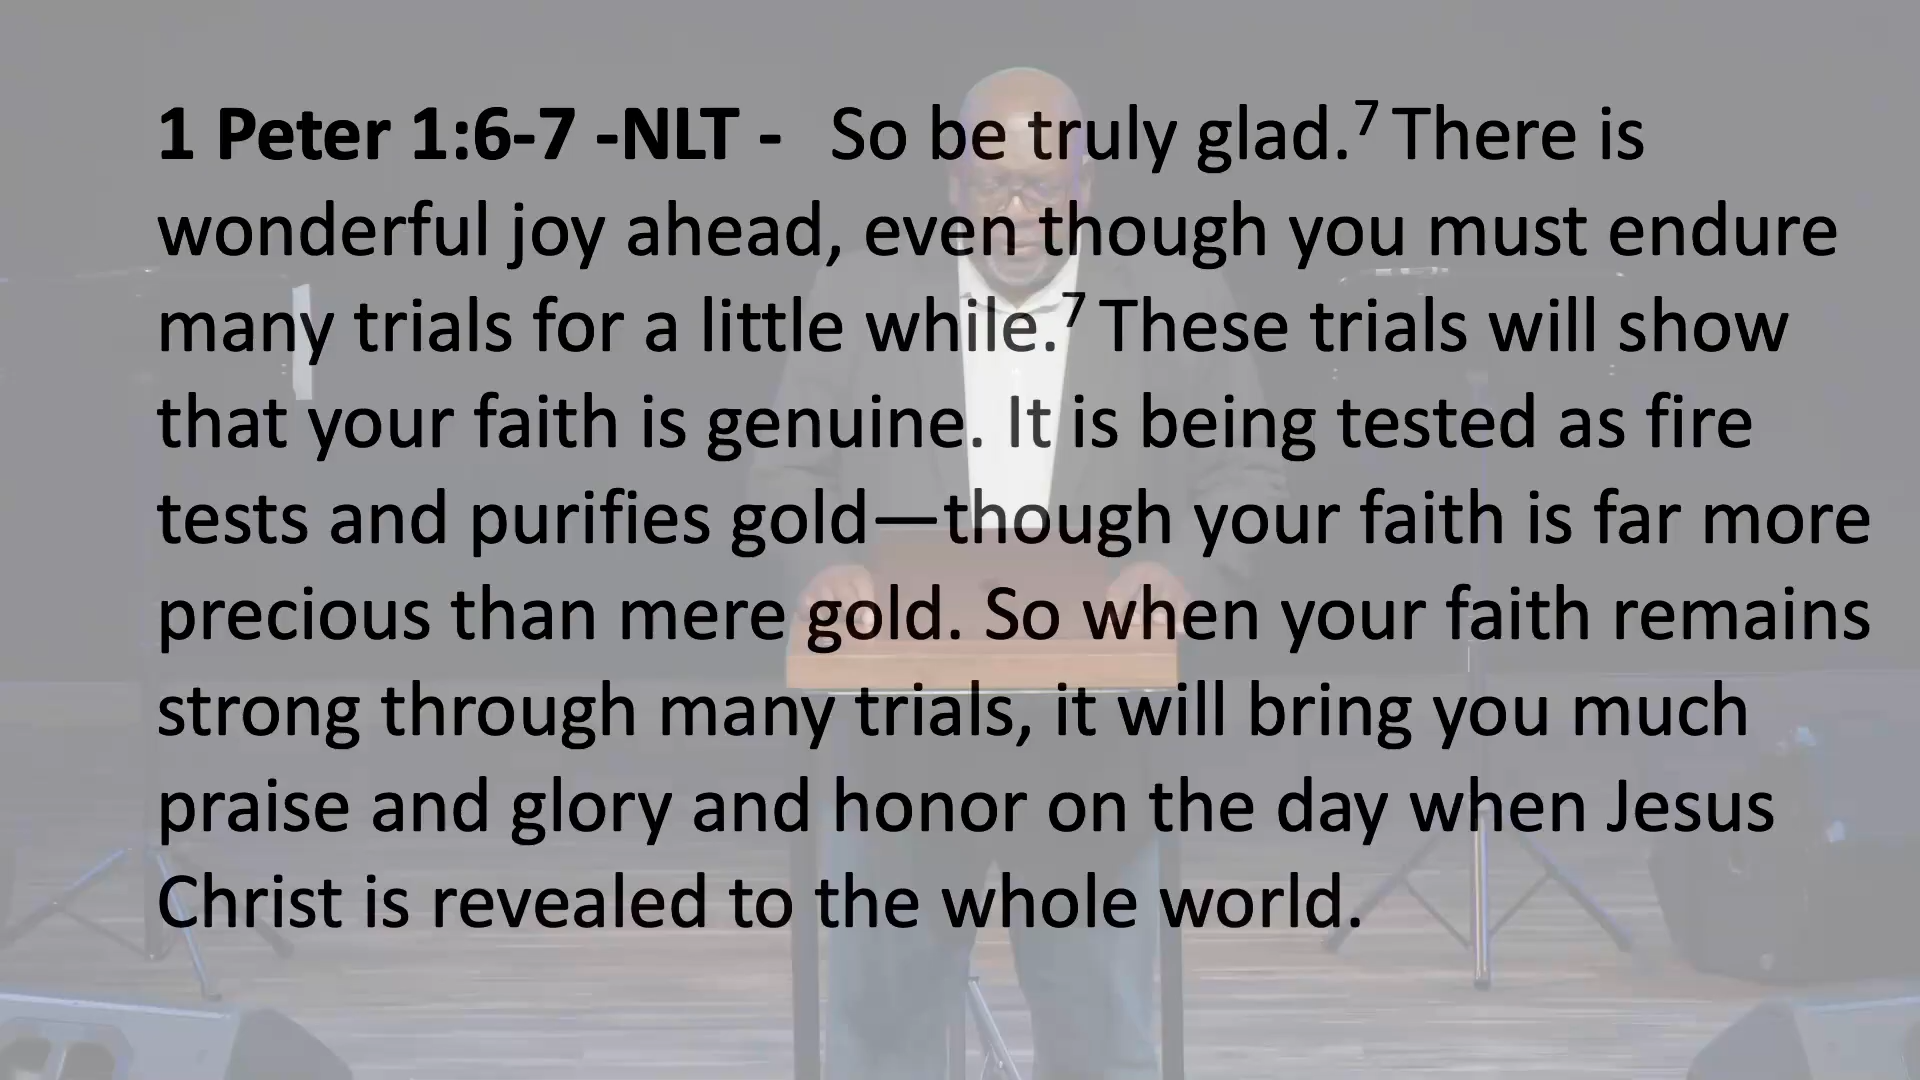 1 Peter 1:6-7 -NLT - So be truly glad.⁷ There is
wonderful joy ahead, even though you must endure
many trials for a little while.⁷ These trials will show
that your faith is genuine. It is being tested as fire
tests and purifies gold—though your faith is far more
precious than mere gold. So when your faith remains
strong through many trials, it will bring you much
praise and glory and honor on the day when Jesus
Christ is revealed to the whole world.